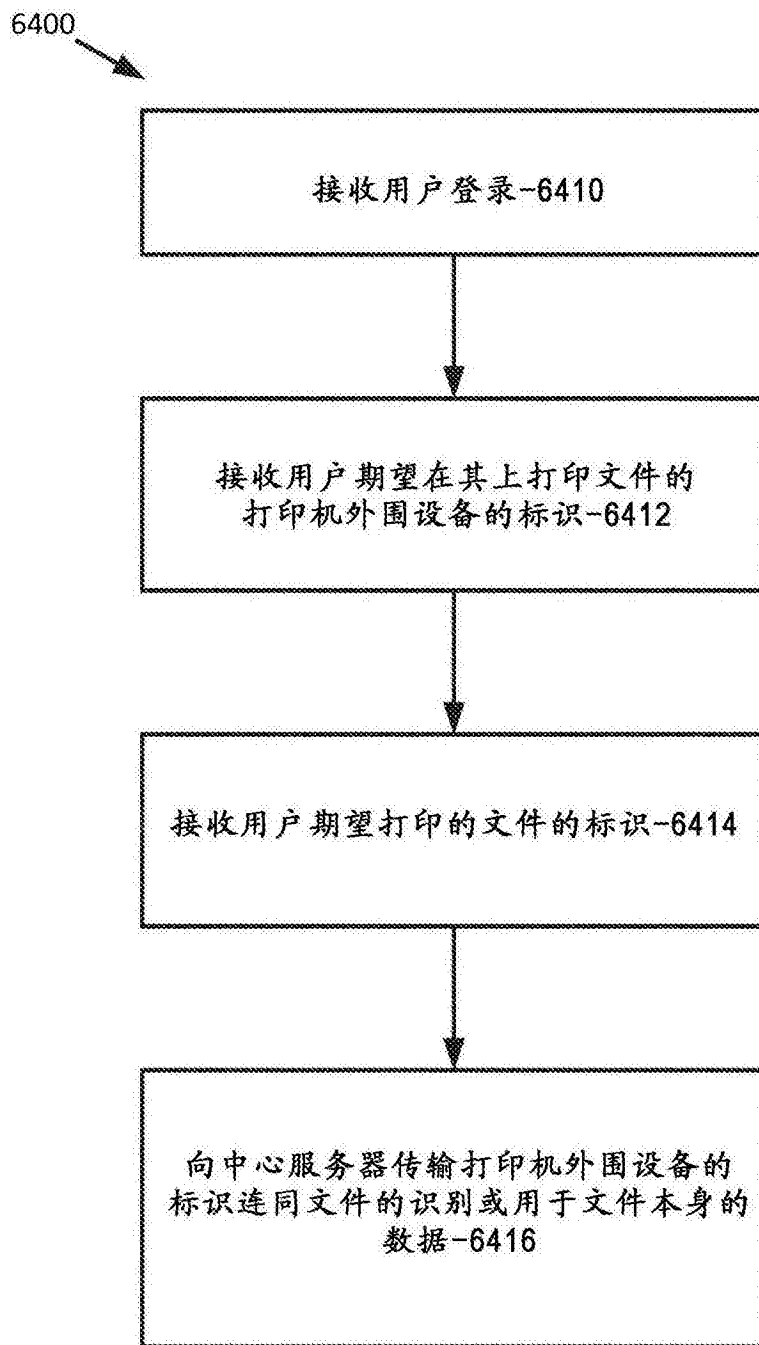 6400
接收用户登录-6410
接收用户期望在其上打印文件的
打印机外围设备的标识-6412
接收用户期望打印的文件的标识-6414
向中心服务器传输打印机外围设备的
标识连同文件的识别或用于文件本身的
数据-6416